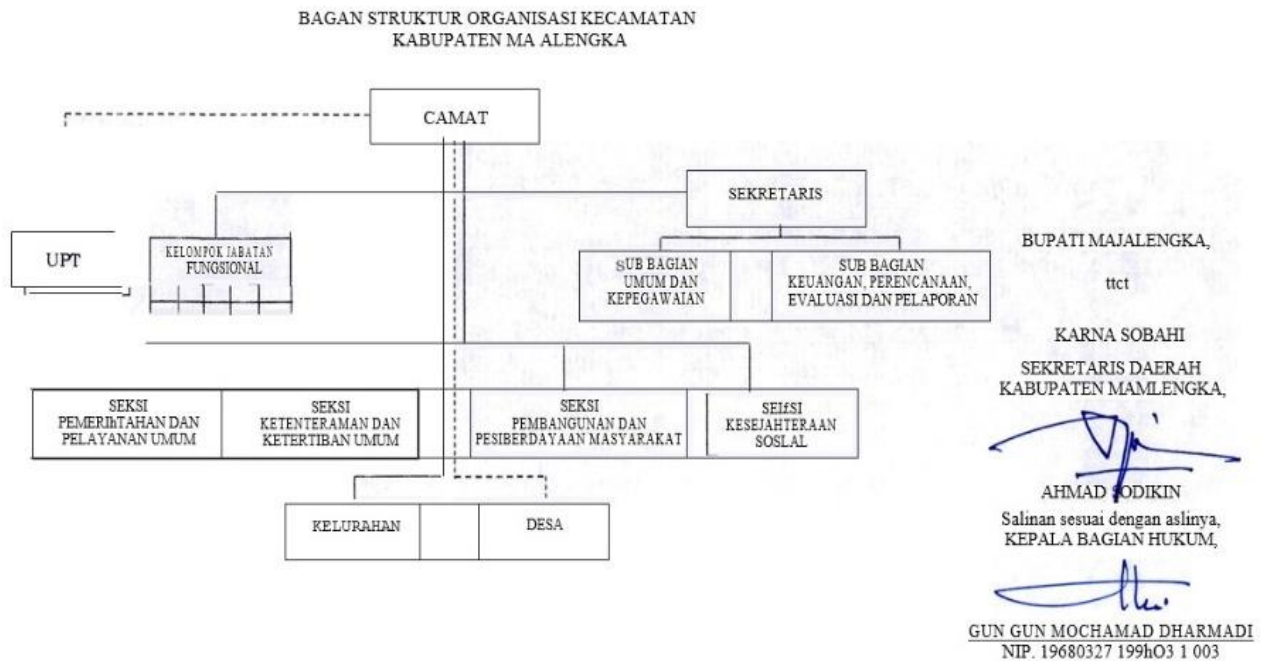 BAGAN STRUKTUR ORGANISASI KECAMATAN
KABUPATEN MA ALENGKA
CAMAT
SEKRETARIS
UPT
KELOMPOK IABATAN
FUNGSIONAL
SUB BAGIAN
UMUM DAN
KEPEGAWAIAN
SUB BAGIAN
KEUANGAN, PERENCANAAN,
EVALUASI DAN PELAPORAN
SEKSI
PEMERIhTAHAN DAN
PELAYANAN UMUM
SEKSI
KETENTERAMAN DAN
KETERTIBAN UMUM
SEKSI
PEMBANGUNAN DAN
PESIBERDAYAAN MASYARAKAT
SEIfSI
KESEJAHTERAAN
SOSLAL
KELURAHAN
DESA
BUPATI MAJALENGKA,
ttct
KARNA SOBAHI
SEKRETARIS DAERAH
KABUPATEN MAMLENGKA,
AHMAD SODIKIN
Salinan sesuai dengan aslinya,
KEPALA BAGIAN HUKUM,
GUN GUN MOCHAMAD DHARMADI
NIP. 19680327 199hO3 1 003